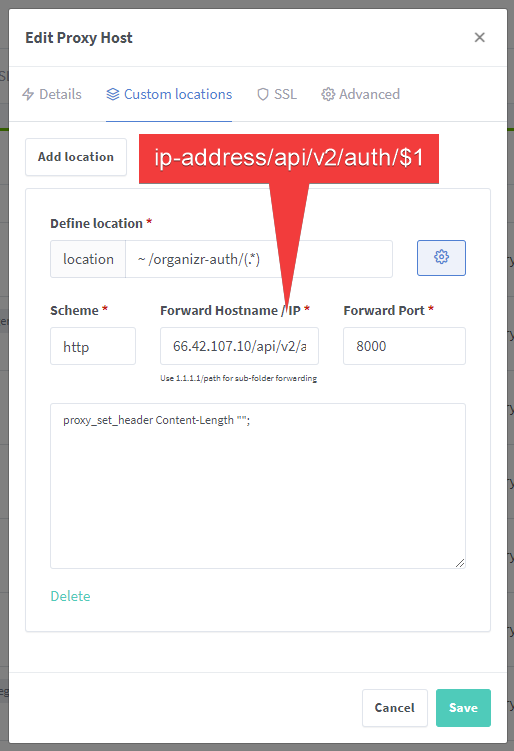 Edit Proxy Host
Details
Custom locations
SSL
Advanced
Add location
ip-address/api/v2/auth/$1
Define location *
location
~ /organizr-auth/(.*)
Scheme *
Forward Hostname / IP *
Forward Port *
http
66.42.107.10/api/v2/a
8000
Use 1.1.1.1/path for sub-folder forwarding
proxy_set_header Content-Length "";
Delete
Cancel
Save